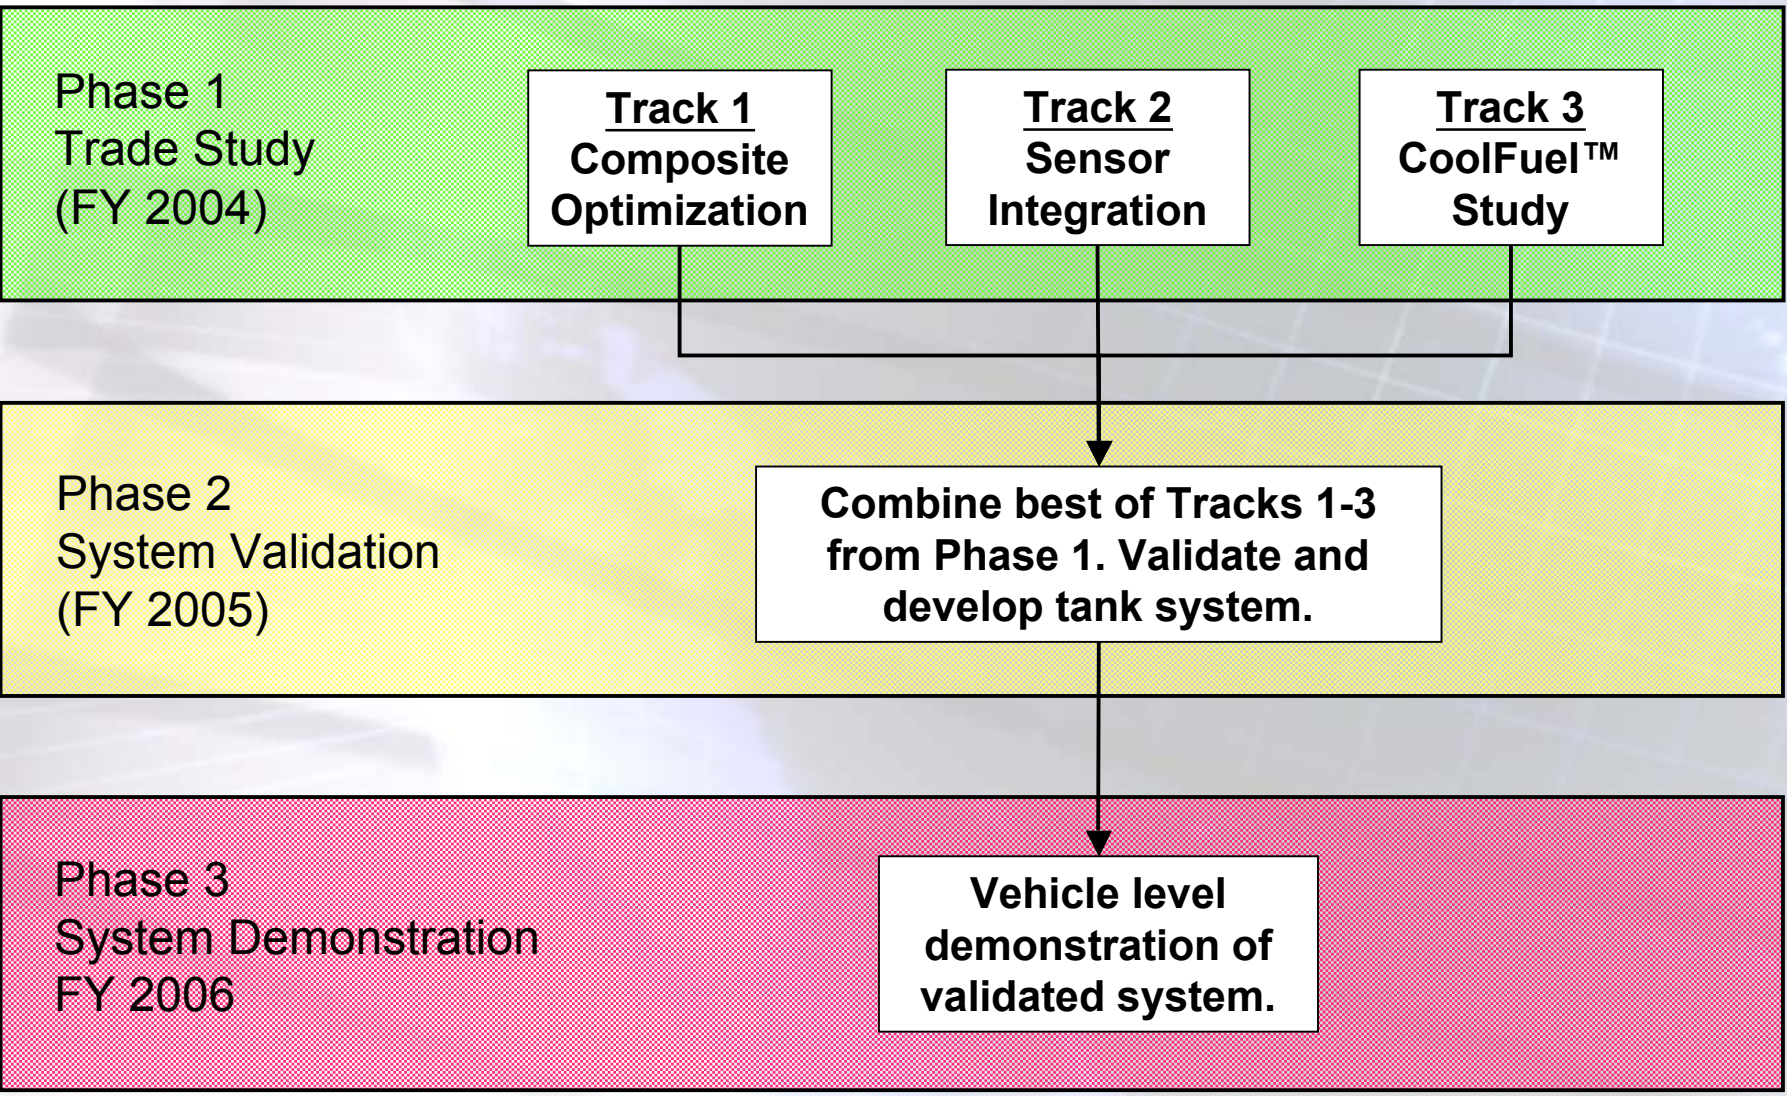 Phase 1
Trade Study
(FY 2004)
Track 1
Composite
Optimization
Track 2
Sensor
Integration
Track 3
CoolFuel™
Study
Phase 2
System Validation
(FY 2005)
Combine best of Tracks 1-3
from Phase 1. Validate and
develop tank system.
Phase 3
System Demonstration
FY 2006
Vehicle level
demonstration of
validated system.